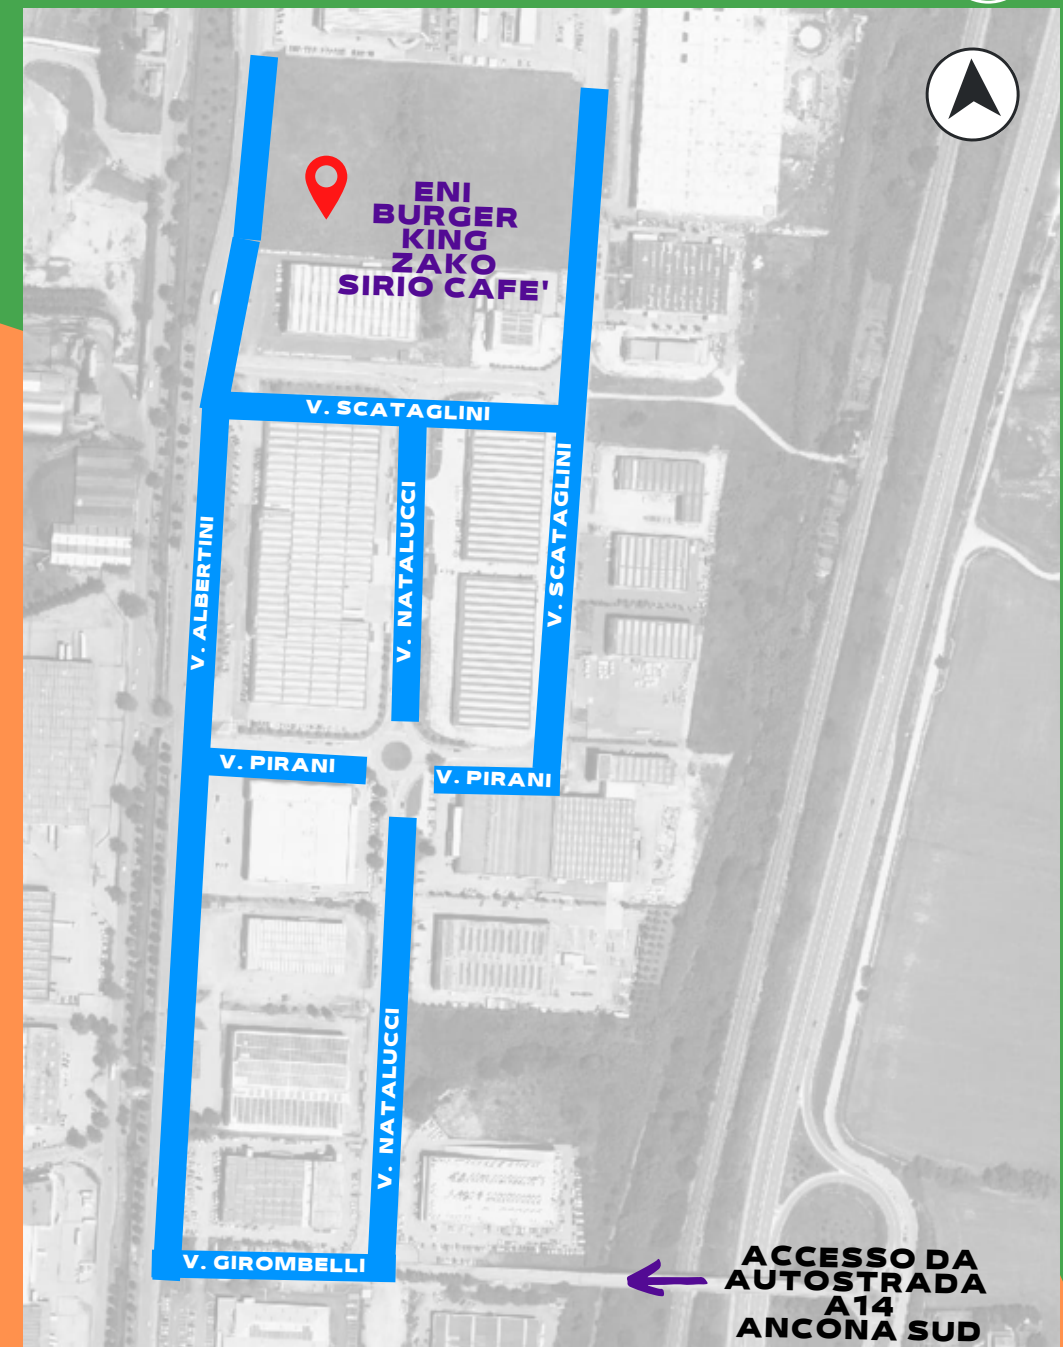 ENI
BURGER
KING
ZAKO
SIRIO CAFE'
V. SCATAGLINI
V. NATALUCCI
V. SCATAGLINI
V. ALBERTINI
V. PIRANI
V. PIRANI
V. NATALUCCI
V. GIROMBELLI
ACCESSO DA
AUTOSTRADA
A14
ANCONA SUD